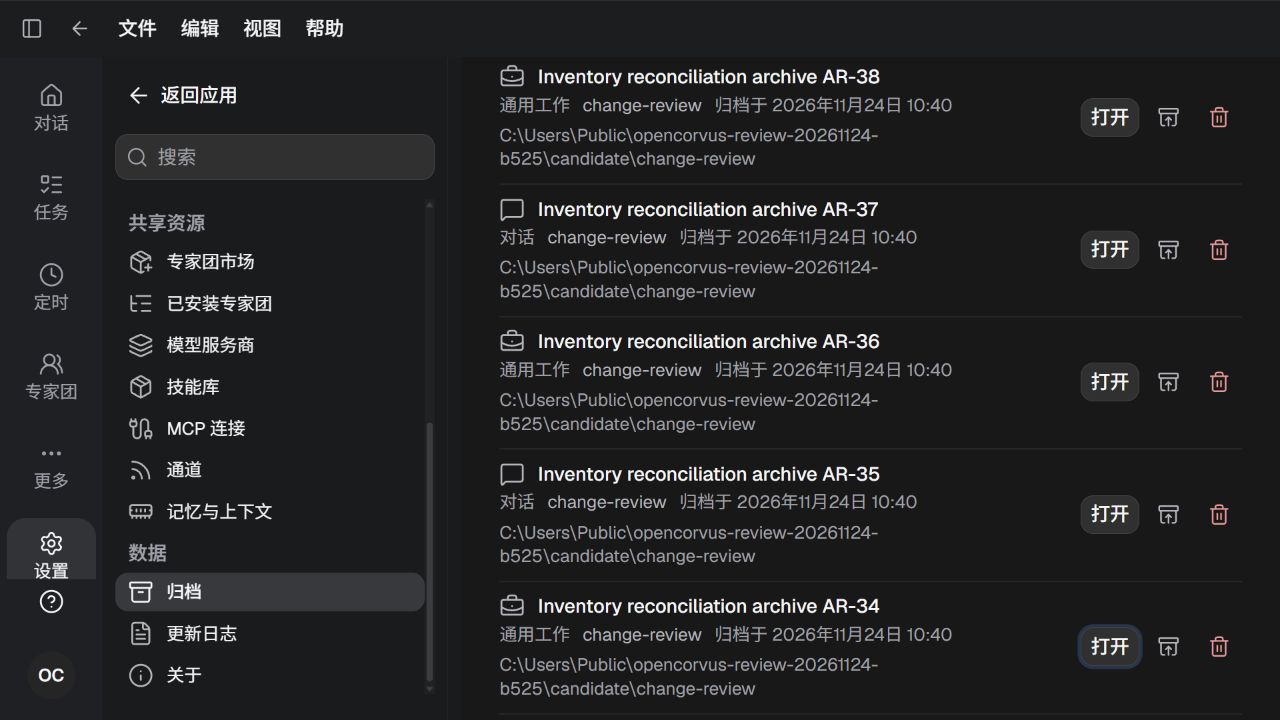 文件 编辑 视图 帮助
对话
任务
定时
专家团
更多
设置
OC
返回应用
搜索
共享资源
专家团市场
已安装专家团
模型服务商
技能库
MCP 连接
通道
记忆与上下文
数据
归档
更新日志
关于
Inventory reconciliation archive AR-38
通用工作 change-review 归档于 2026年11月24日 10:40
C:\Users\Public\opencorvus-review-20261124-
b525\candidate\change-review
打开
Inventory reconciliation archive AR-37
对话 change-review 归档于 2026年11月24日 10:40
C:\Users\Public\opencorvus-review-20261124-
b525\candidate\change-review
打开
Inventory reconciliation archive AR-36
通用工作 change-review 归档于 2026年11月24日 10:40
C:\Users\Public\opencorvus-review-20261124-
b525\candidate\change-review
打开
Inventory reconciliation archive AR-35
对话 change-review 归档于 2026年11月24日 10:40
C:\Users\Public\opencorvus-review-20261124-
b525\candidate\change-review
打开
Inventory reconciliation archive AR-34
通用工作 change-review 归档于 2026年11月24日 10:40
C:\Users\Public\opencorvus-review-20261124-
b525\candidate\change-review
打开